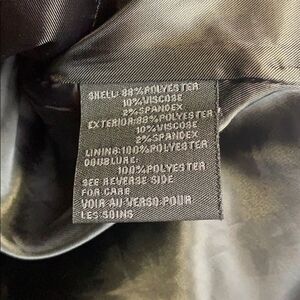 SHELL: 88%POLYESTER
10%VISCOSE
2%SPANDEX
EXTERIOR:88%POLYESTER
10%VISCOSE
2%SPANDEX
LINING:100%POLYESTER
DOUBLURE:
100%POLYESTER
SEE REVERSE SIDE
FOR CARE
VOIR AU VERSO POUR
LES SOINS